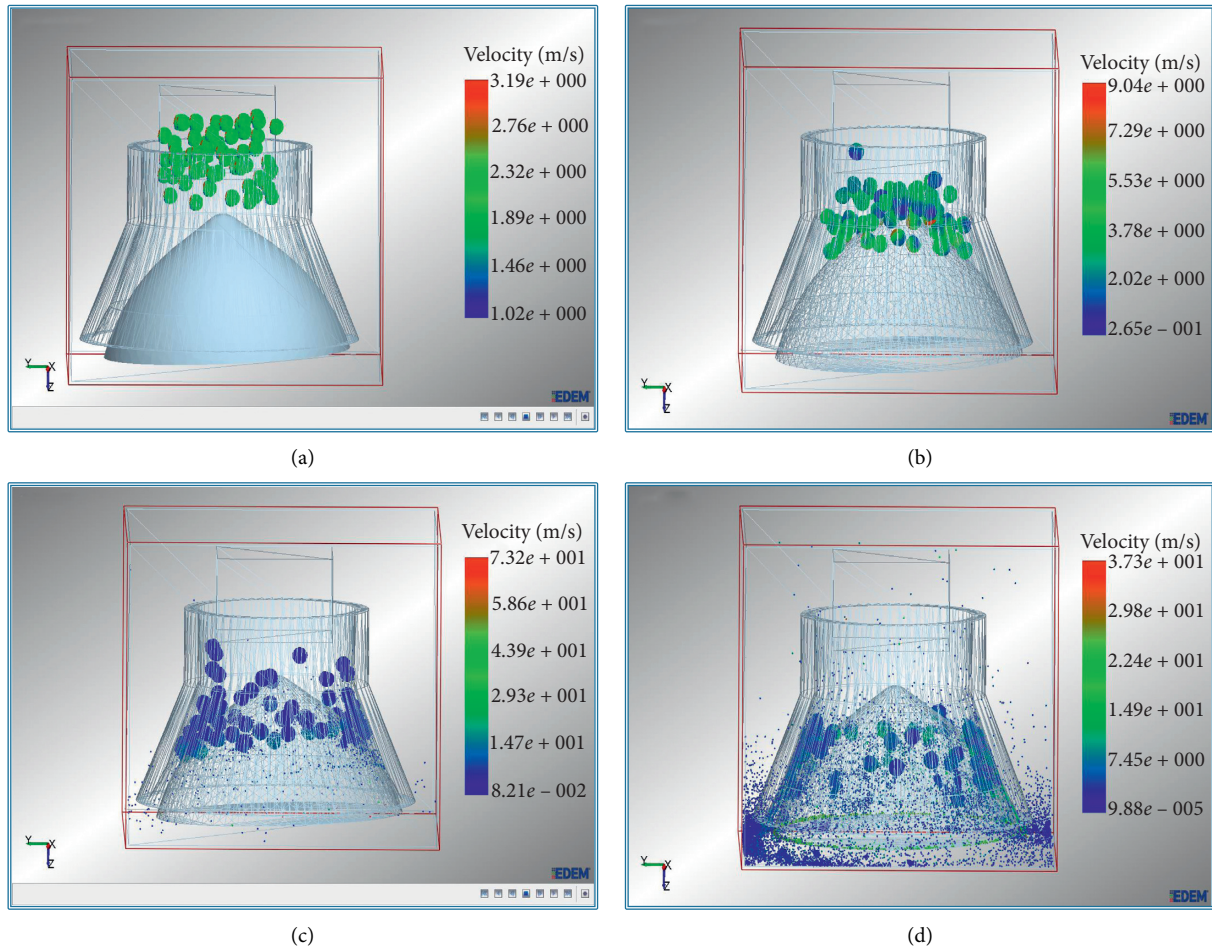 Velocity (m/s)
3.19e + 000
2.76e + 000
2.32e + 000
1.89e + 000
1.46e + 000
1.02e + 000
Y X
Z
EDEM
(a)
Velocity (m/s)
9.04e + 000
7.29e + 000
5.53e + 000
3.78e + 000
2.02e + 000
2.65e − 001
Y X
Z
EDEM
(b)
Velocity (m/s)
7.32e + 001
5.86e + 001
4.39e + 001
2.93e + 001
1.47e + 001
8.21e − 002
Y X
Z
EDEM
(c)
Velocity (m/s)
3.73e + 001
2.98e + 001
2.24e + 001
1.49e + 001
7.45e + 000
9.88e − 005
Y X
Z
EDEM
(d)